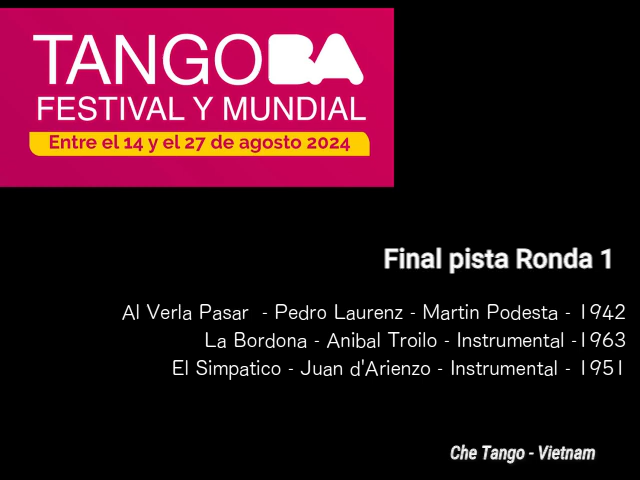 TANGOBA
FESTIVAL Y MUNDIAL
Entre el 14 y el 27 de agosto 2024
Final pista Ronda 1
Al Verla Pasar - Pedro Laurenz - Martin Podesta - 1942
La Bordona - Anibal Troilo - Instrumental -1963
El Simpatico - Juan d'Arienzo - Instrumental - 1951
Che Tango - Vietnam